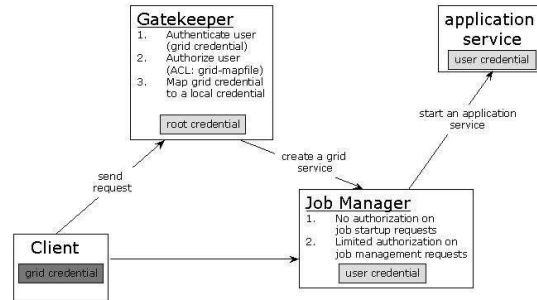 Gatekeeper
1. Authenticate user
(grid credential)
2. Authorize user
(ACL: grid-mapfile)
3. Map grid credential
to a local credential
root credential
application
service
user credential
start an application
service
send
request
create a grid
service
Job Manager
1. No authorization on
job startup requests
2. Limited authorization on
job management requests
user credential
Client
grid credential